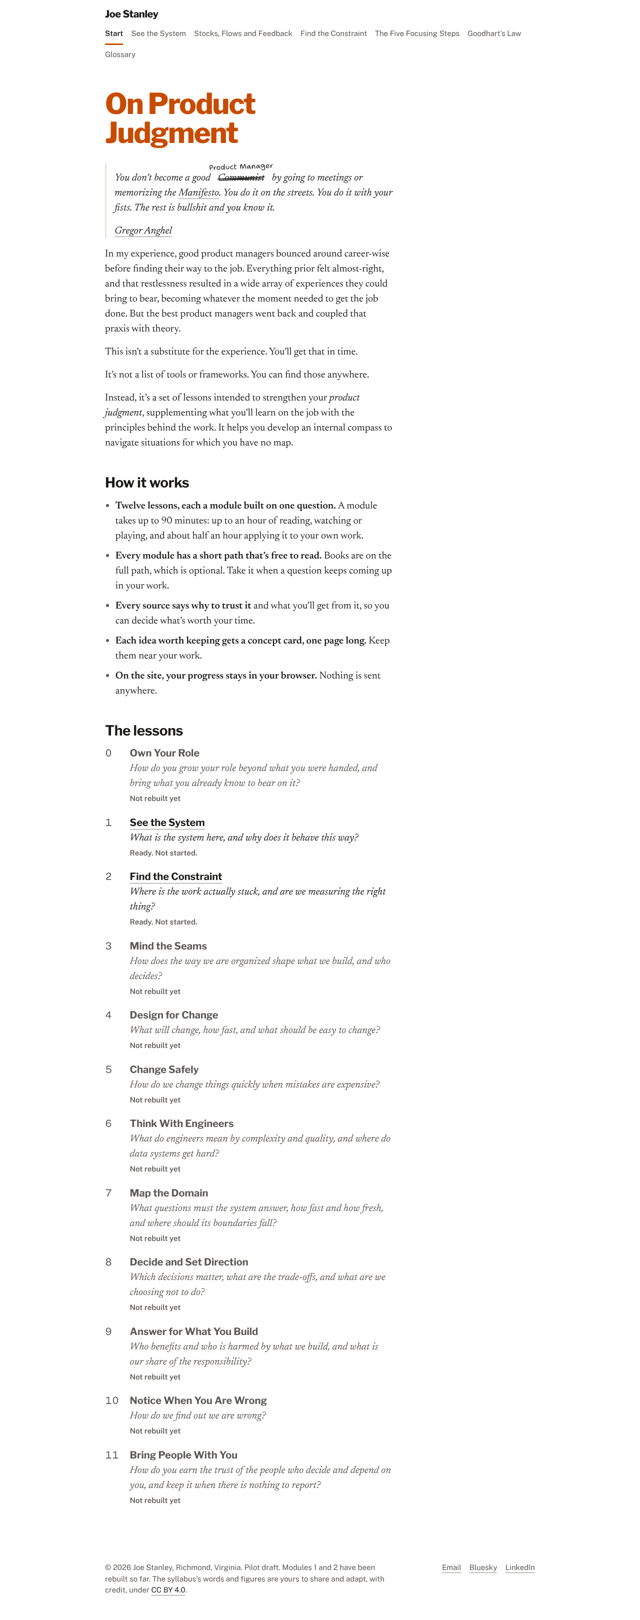 Joe Stanley
Start See the System Stocks, Flows and Feedback Find the Constraint The Five Focusing Steps Goodhart's Law
Glossary
On Product
Judgment
Product Manager
You don't become a good Communist by going to meetings or
memorizing the Manifesto. You do it on the streets. You do it with your
fists. The rest is bullshit and you know it.
Gregor Anghel
In my experience, good product managers bounced around career-wise
before finding their way to the job. Everything prior felt almost-right,
and that restlessness resulted in a wide array of experiences they could
bring to bear, becoming whatever the moment needed to get the job
done. But the best product managers went back and coupled that
praxis with theory.
This isn't a substitute for the experience. You'll get that in time.
It's not a list of tools or frameworks. You can find those anywhere.
Instead, it's a set of lessons intended to strengthen your product
judgment, supplementing what you'll learn on the job with the
principles behind the work. It helps you develop an internal compass to
navigate situations for which you have no map.
How it works
• Twelve lessons, each a module built on one question. A module
takes up to 90 minutes: up to an hour of reading, watching or
playing, and about half an hour applying it to your own work.
• Every module has a short path that's free to read. Books are on the
full path, which is optional. Take it when a question keeps coming up
in your work.
• Every source says why to trust it and what you'll get from it, so you
can decide what's worth your time.
• Each idea worth keeping gets a concept card, one page long. Keep
them near your work.
• On the site, your progress stays in your browser. Nothing is sent
anywhere.
The lessons
0 Own Your Role
How do you grow your role beyond what you were handed, and
bring what you already know to bear on it?
Not rebuilt yet
1 See the System
What is the system here, and why does it behave this way?
Ready. Not started.
2 Find the Constraint
Where is the work actually stuck, and are we measuring the right
thing?
Ready. Not started.
3 Mind the Seams
How does the way we are organized shape what we build, and who
decides?
Not rebuilt yet
4 Design for Change
What will change, how fast, and what should be easy to change?
Not rebuilt yet
5 Change Safely
How do we change things quickly when mistakes are expensive?
Not rebuilt yet
6 Think With Engineers
What do engineers mean by complexity and quality, and where do
data systems get hard?
Not rebuilt yet
7 Map the Domain
What questions must the system answer, how fast and how fresh,
and where should its boundaries fall?
Not rebuilt yet
8 Decide and Set Direction
Which decisions matter, what are the trade-offs, and what are we
choosing not to do?
Not rebuilt yet
9 Answer for What You Build
Who benefits and who is harmed by what we build, and what is
our share of the responsibility?
Not rebuilt yet
10 Notice When You Are Wrong
How do we find out we are wrong?
Not rebuilt yet
11 Bring People With You
How do you earn the trust of the people who decide and depend on
you, and keep it when there is nothing to report?
Not rebuilt yet
© 2026 Joe Stanley, Richmond, Virginia. Pilot draft. Modules 1 and 2 have been
rebuilt so far. The syllabus's words and figures are yours to share and adapt, with
credit, under CC BY 4.0.
Email Bluesky LinkedIn